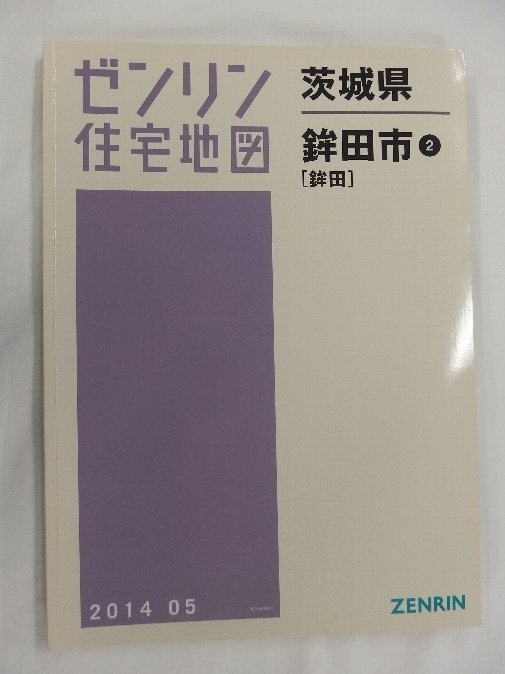 ゼンリン
住宅地図
茨城県
鉾田市 2
[鉾田]
2014 05
ZENRIN